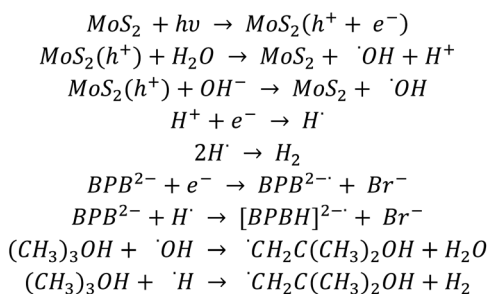 MoS₂ + hυ → MoS₂(h⁺ + e⁻)
MoS₂(h⁺) + H₂O → MoS₂ + ˙OH + H⁺
MoS₂(h⁺) + OH⁻ → MoS₂ + ˙OH
H⁺ + e⁻ → H˙
2H˙ → H₂
BPB²⁻ + e⁻ → BPB²⁻˙ + Br⁻
BPB²⁻ + H˙ → [BPBH]²⁻˙ + Br⁻
(CH₃)₃OH + ˙OH → ˙CH₂C(CH₃)₂OH + H₂O
(CH₃)₃OH + ˙H → ˙CH₂C(CH₃)₂OH + H₂